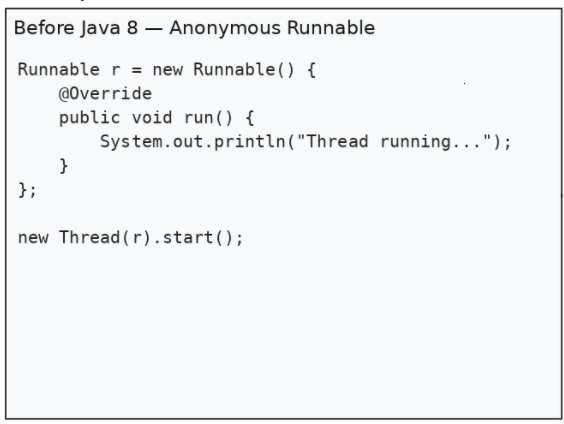 Before Java 8 — Anonymous Runnable
Runnable r = new Runnable() {
    @Override
    public void run() {
        System.out.println("Thread running...");
    }
};

new Thread(r).start();